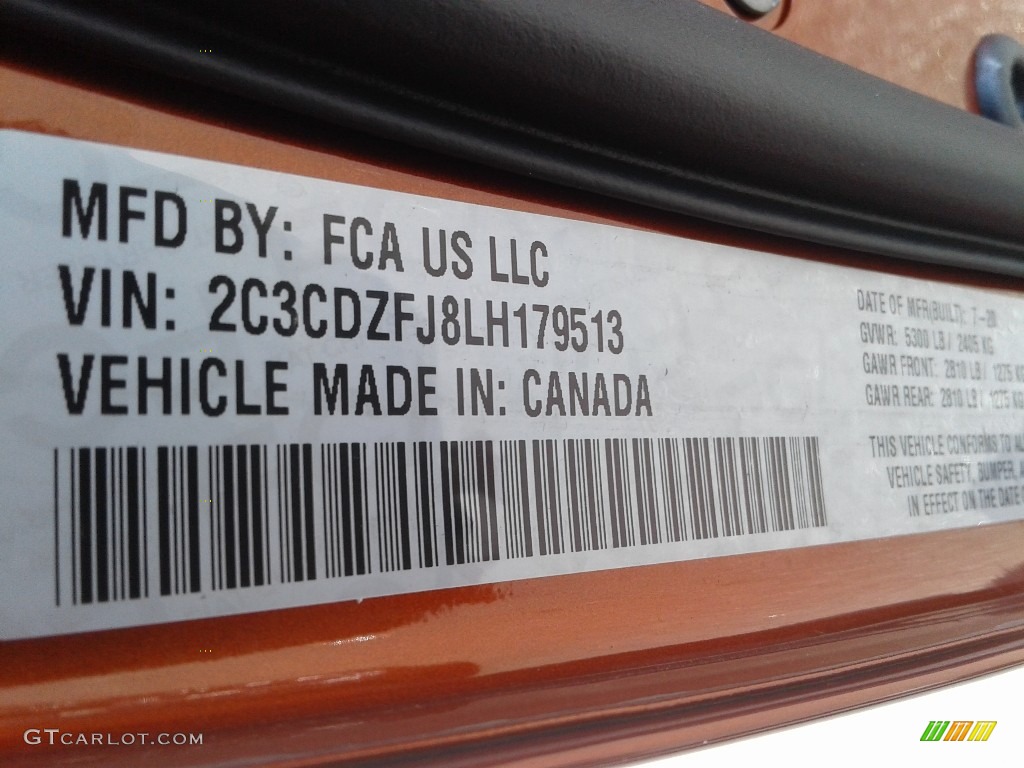 MFD BY: FCA US LLC
VIN: 2C3CDZFJ8LH179513
VEHICLE MADE IN: CANADA
DATE OF MFR(BUILT): 7-20
GVWR: 5300 LB / 2405 KG
GAWR FRONT: 2810 LB / 1275 KG
GAWR REAR: 2810 LB / 1275 KG
THIS VEHICLE CONFORMS TO AL
VEHICLE SAFETY, BUMPER, A
IN EFFECT ON THE DATE O
GTCARLOT.COM